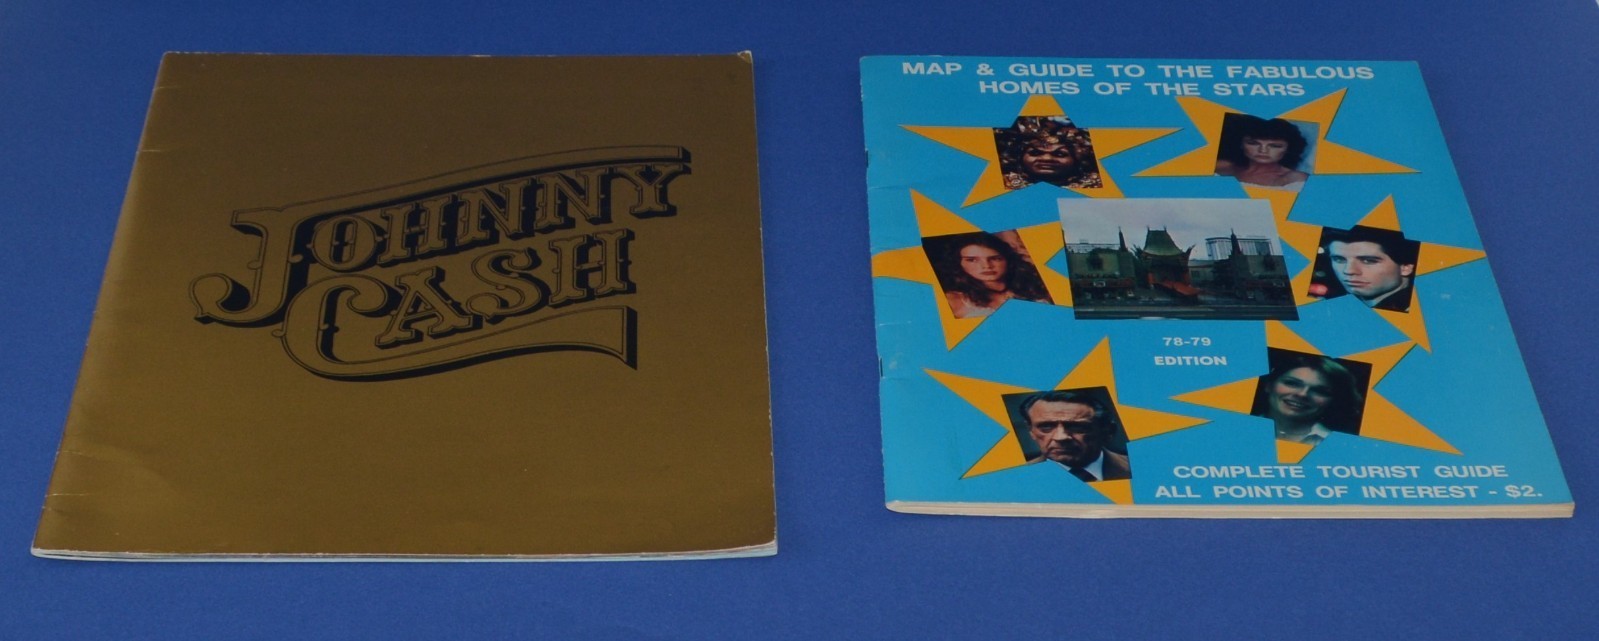 JOHNNY
CASH
MAP & GUIDE TO THE FABULOUS
HOMES OF THE STARS
78-79
EDITION
COMPLETE TOURIST GUIDE
ALL POINTS OF INTEREST - $2.